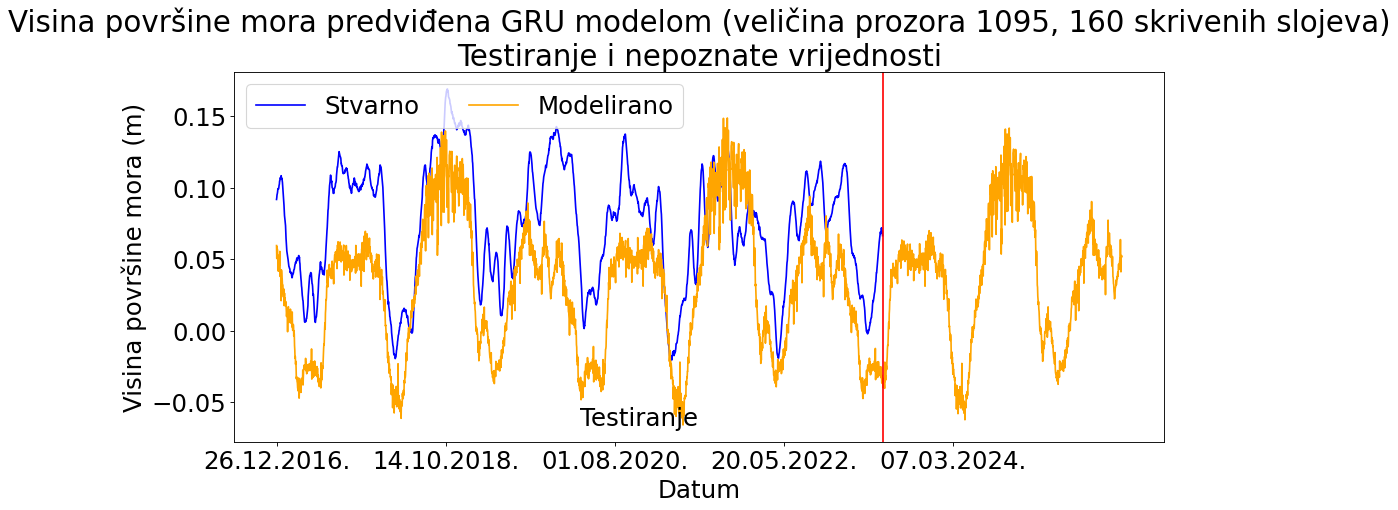 Visina površine mora predviđena GRU modelom (veličina prozora 1095, 160 skrivenih slojeva)
Testiranje i nepoznate vrijednosti
Stvarno
Modelirano
0.15
0.10
0.05
0.00
−0.05
Visina površine mora (m)
Testiranje
26.12.2016.
14.10.2018.
01.08.2020.
20.05.2022.
07.03.2024.
Datum